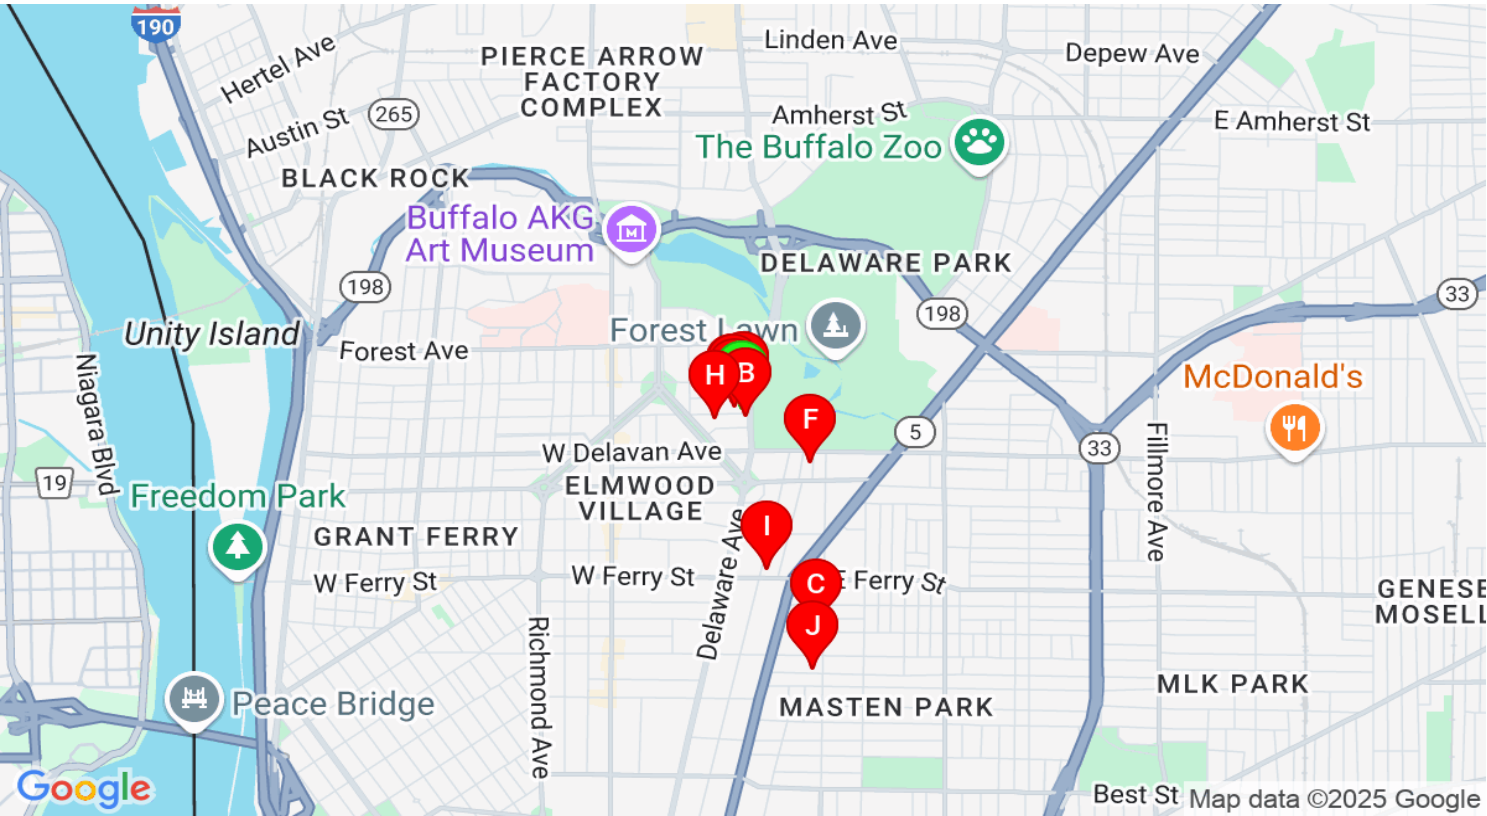 190
Hertel Ave
Linden Ave
Depew Ave
PIERCE ARROW
FACTORY
COMPLEX
265
Austin St
Amherst St
E Amherst St
The Buffalo Zoo
BLACK ROCK
Buffalo AKG
Art Museum
DELAWARE PARK
198
198
33
Unity Island
Forest Lawn
Forest Ave
Niagara Blvd
H
B
McDonald's
F
5
33
Fillmore Ave
W Delavan Ave
19
Freedom Park
ELMWOOD
VILLAGE
GRANT FERRY
I
Delaware Ave
W Ferry St
W Ferry St
C
E Ferry St
GENESE
MOSELL
J
Richmond Ave
MASTEN PARK
MLK PARK
Peace Bridge
Google
Best St
Map data ©2025 Google